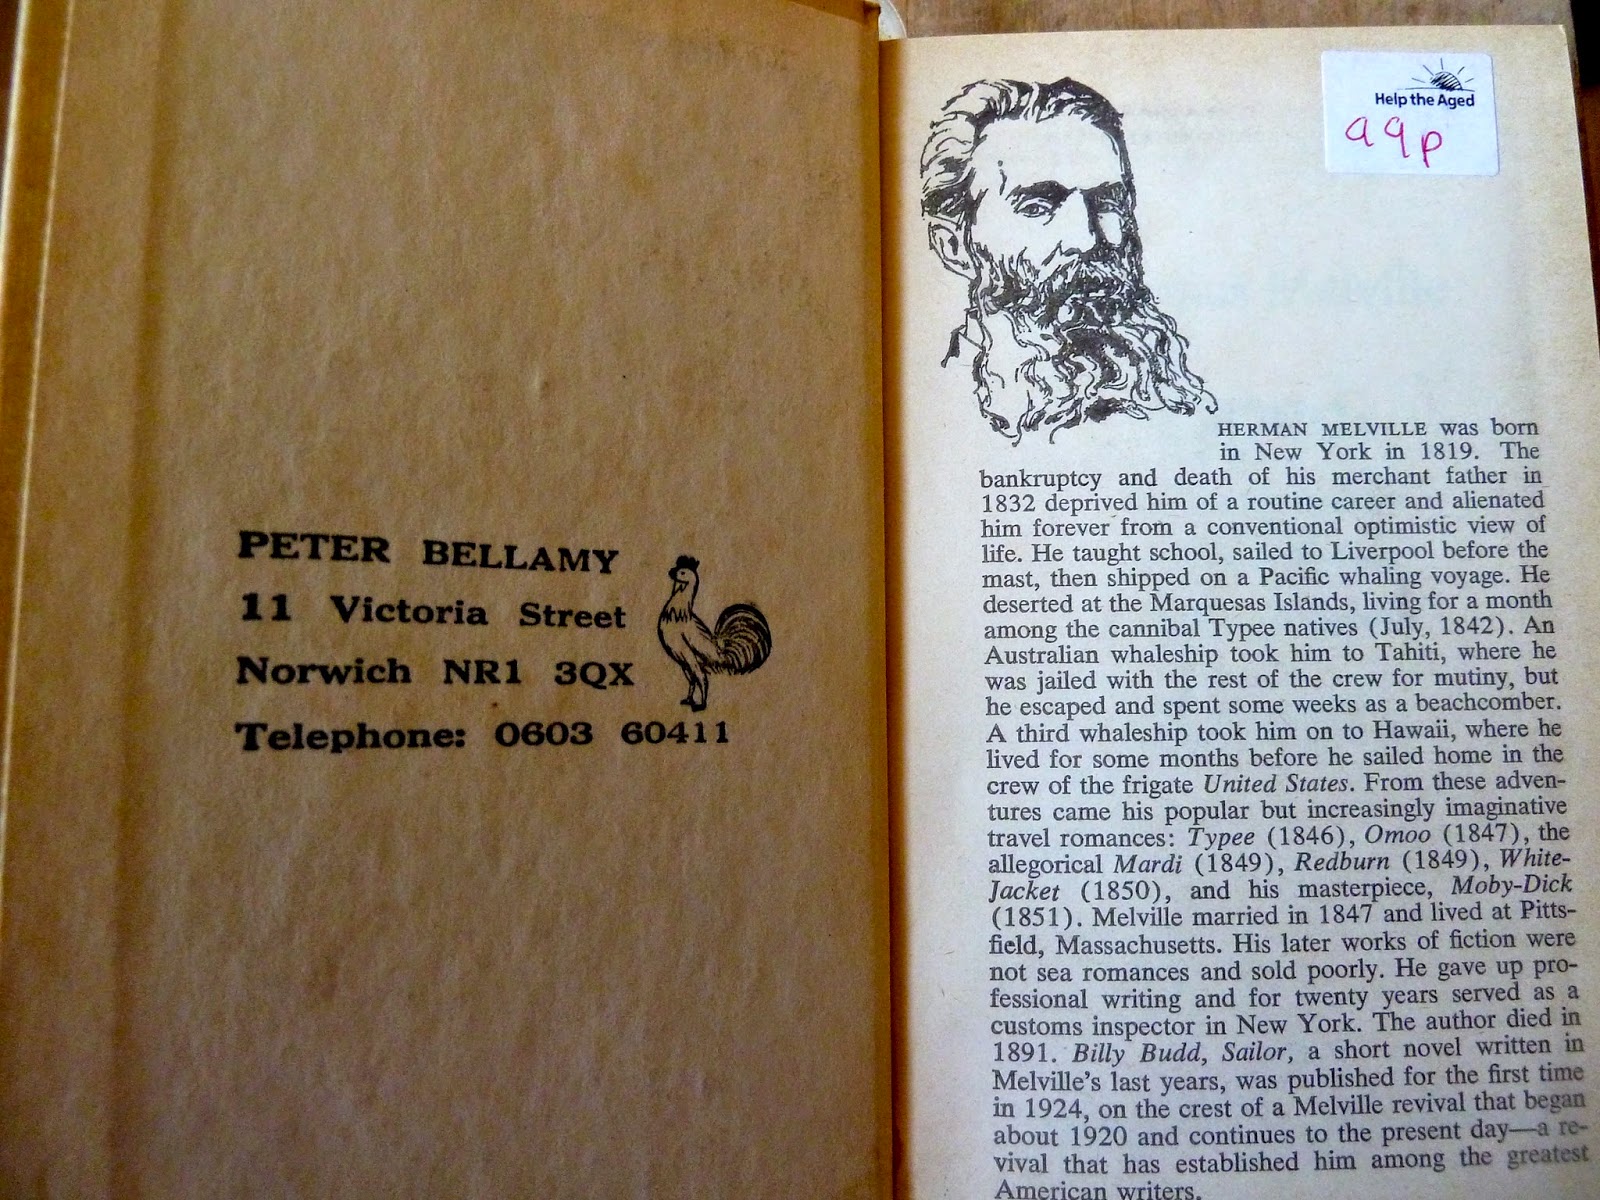 PETER BELLAMY
11 Victoria Street
Norwich NR1 3QX
Telephone: 0603 60411
Help the Aged
99p
HERMAN MELVILLE was born
in New York in 1819. The
bankruptcy and death of his merchant father in
1832 deprived him of a routine career and alienated
him forever from a conventional optimistic view of
life. He taught school, sailed to Liverpool before the
mast, then shipped on a Pacific whaling voyage. He
deserted at the Marquesas Islands, living for a month
among the cannibal Typee natives (July, 1842). An
Australian whaleship took him to Tahiti, where he
was jailed with the rest of the crew for mutiny, but
he escaped and spent some weeks as a beachcomber.
A third whaleship took him on to Hawaii, where he
lived for some months before he sailed home in the
crew of the frigate United States. From these adven-
tures came his popular but increasingly imaginative
travel romances: Typee (1846), Omoo (1847), the
allegorical Mardi (1849), Redburn (1849), White-
Jacket (1850), and his masterpiece, Moby-Dick
(1851). Melville married in 1847 and lived at Pitts-
field, Massachusetts. His later works of fiction were
not sea romances and sold poorly. He gave up pro-
fessional writing and for twenty years served as a
customs inspector in New York. The author died in
1891. Billy Budd, Sailor, a short novel written in
Melville's last years, was published for the first time
in 1924, on the crest of a Melville revival that began
about 1920 and continues to the present day—a re-
vival that has established him among the greatest
American writers.